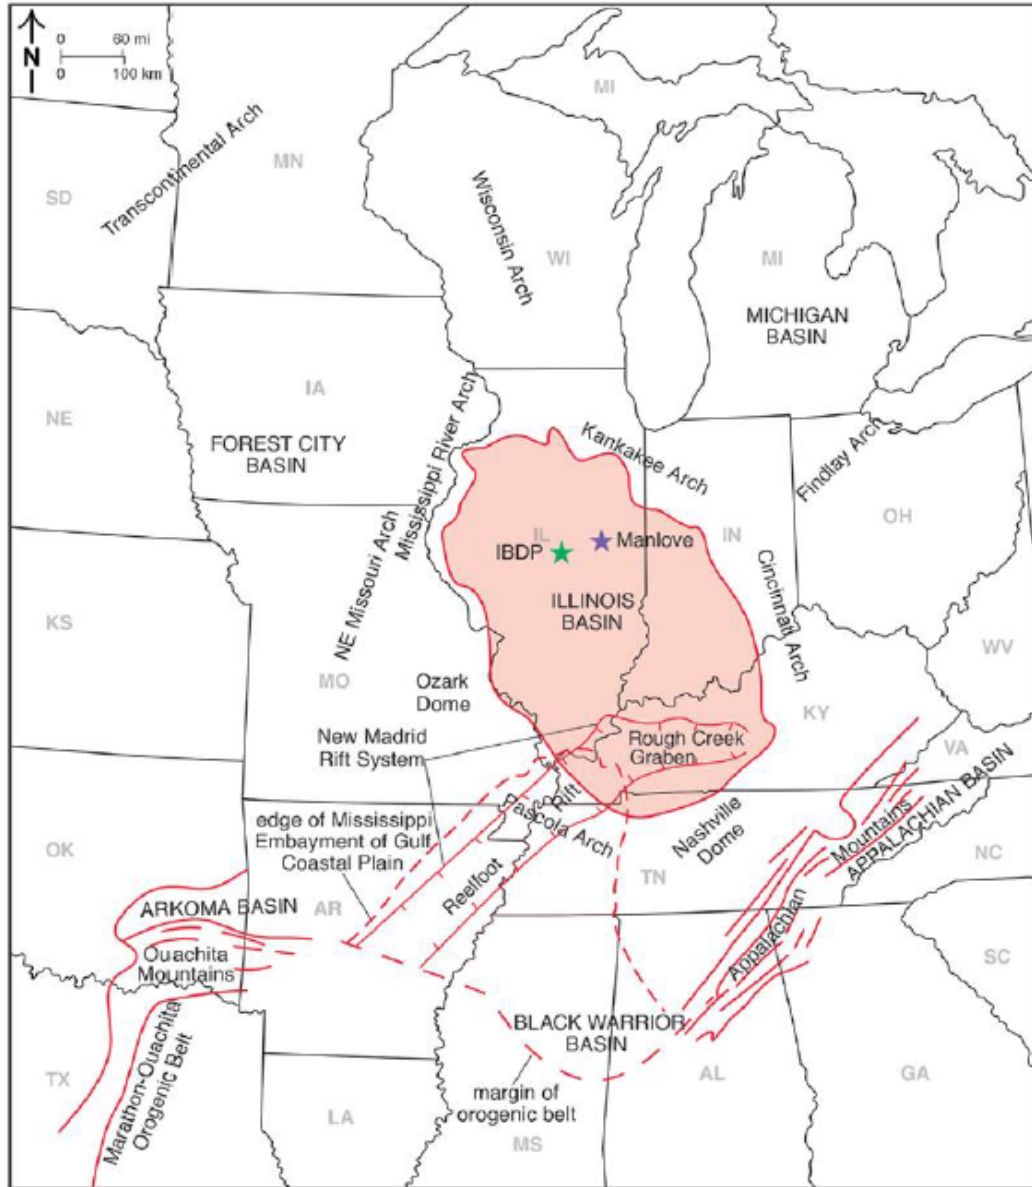 N
0 60 mi
0 100 km
MI
MN
SD
Transcontinental Arch
Wisconsin Arch
WI
MI
MICHIGAN
BASIN
IA
NE
FOREST CITY
BASIN
Mississippi River Arch
Kankakee Arch
Findlay Arch
OH
IL
IBDP
Manlove
IN
NE Missouri Arch
ILLINOIS
BASIN
Cincinnati Arch
KS
WV
MO
Ozark
Dome
KY
New Madrid
Rift System
Rough Creek
Graben
VA
Pascola Arch
Rift
Reelfoot
Nashville
Dome
edge of Mississippi
Embayment of Gulf
Coastal Plain
Mountains
APPALACHIAN BASIN
OK
TN
NC
ARKOMA BASIN
AR
Appalachian
Ouachita
Mountains
SC
BLACK WARRIOR
BASIN
Marathon-Ouachita
Orogenic Belt
TX
AL
GA
margin of
orogenic belt
LA
MS